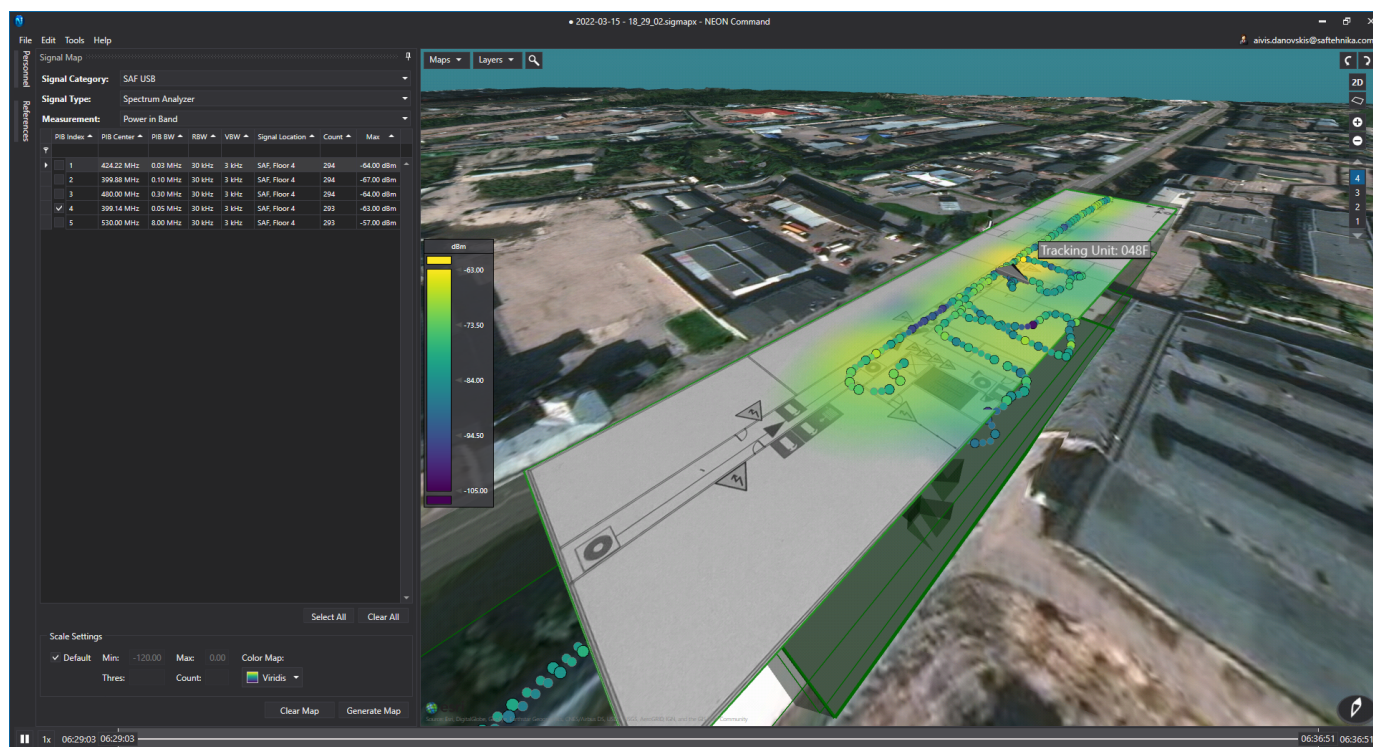 ● 2022-03-15 - 18_29_02.sigmapx - NEON Command
File Edit Tools Help
aivis.danovskis@saftehnika.com
Personnel
References
Signal Map
Signal Category: SAF USB
Signal Type: Spectrum Analyzer
Measurement: Power in Band
PIB Index PIB Center PIB BW RBW VBW Signal Location Count Max
1 424.22 MHz 0.03 MHz 30 kHz 3 kHz SAF, Floor 4 294 -64.00 dBm
2 399.88 MHz 0.10 MHz 30 kHz 3 kHz SAF, Floor 4 294 -67.00 dBm
3 480.00 MHz 0.30 MHz 30 kHz 3 kHz SAF, Floor 4 294 -64.00 dBm
4 399.14 MHz 0.05 MHz 30 kHz 3 kHz SAF, Floor 4 293 -63.00 dBm
5 530.00 MHz 8.00 MHz 30 kHz 3 kHz SAF, Floor 4 293 -57.00 dBm
Select All Clear All
Scale Settings
Default Min: -120.00 Max: 0.00 Color Map:
Thres: Count: Viridis
Clear Map Generate Map
Maps Layers
2D
4
3
2
1
Tracking Unit: 048F
dBm
-63.00
-73.50
-84.00
-94.50
-105.00
1x 06:29:03 06:29:03 06:36:51 06:36:51